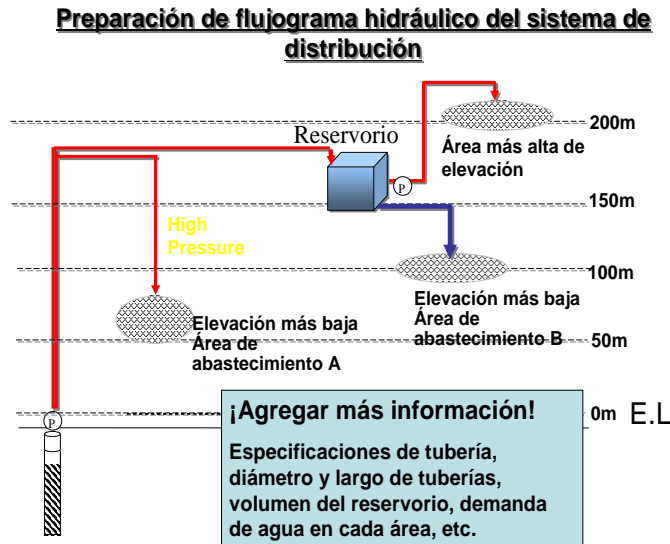 Preparación de flujograma hidráulico del sistema de
distribución
200m
Reservorio
Área más alta de
elevación
P
150m
High
Pressure
100m
Elevación más baja
Área de
abastecimiento B
Elevación más baja
Área de
abastecimiento A
50m
¡Agregar más información!
Especificaciones de tubería,
diámetro y largo de tuberías,
volumen del reservorio, demanda
de agua en cada área, etc.
0m E.L
P